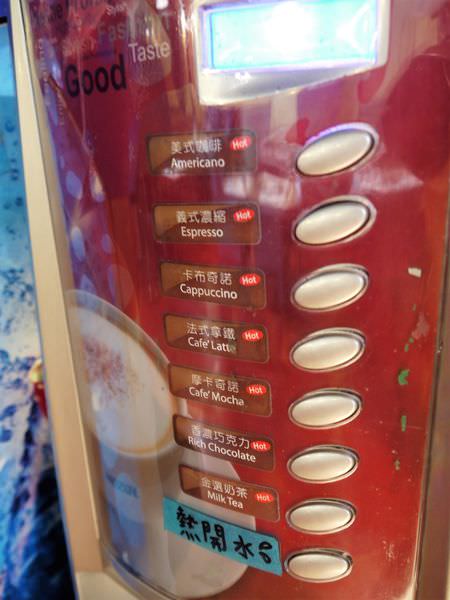 Style
Fashion
Taste
Good
美式咖啡 Hot
Americano
義式濃縮 Hot
Espresso
卡布奇諾 Hot
Cappuccino
法式拿鐵 Hot
Cafe' Latte
摩卡奇諾 Hot
Cafe' Mocha
香濃巧克力 Hot
Rich Chocolate
金選奶茶 Hot
Milk Tea
熱開水